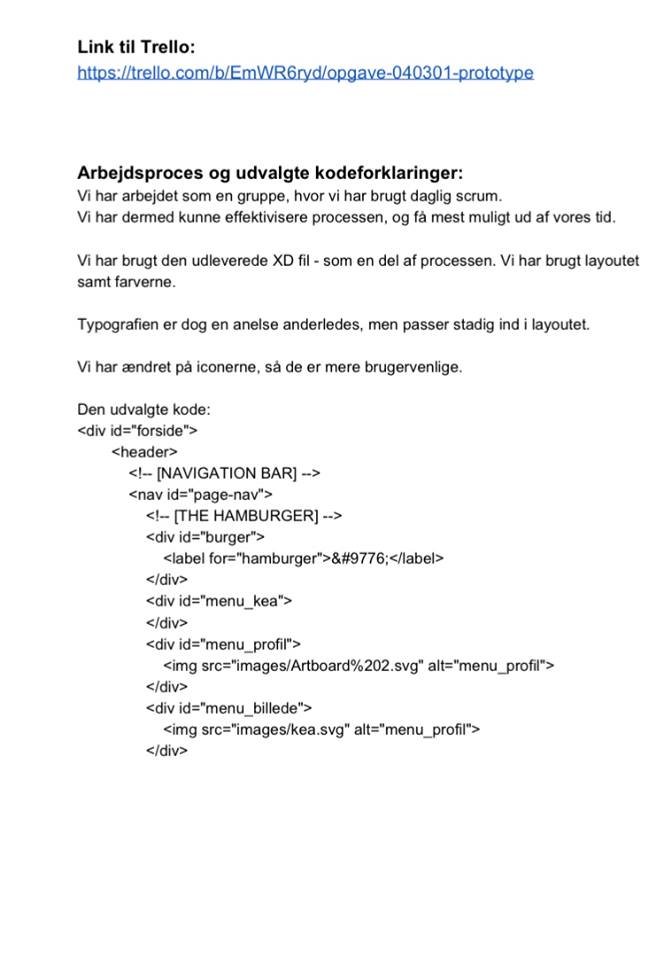 Link til Trello:
https://trello.com/b/EmWR6ryd/opgave-040301-prototype
Arbejdsproces og udvalgte kodeforklaringer:
Vi har arbejdet som en gruppe, hvor vi har brugt daglig scrum.
Vi har dermed kunne effektivisere processen, og få mest muligt ud af vores tid.
Vi har brugt den udleverede XD fil - som en del af processen. Vi har brugt layoutet
samt farverne.
Typografien er dog en anelse anderledes, men passer stadig ind i layoutet.
Vi har ændret på iconerne, så de er mere brugervenlige.
Den udvalgte kode:
<div id="forside">
<header>
<!-- [NAVIGATION BAR] -->
<nav id="page-nav">
<!-- [THE HAMBURGER] -->
<div id="burger">
<label for="hamburger">&#9776;</label>
</div>
<div id="menu_kea">
</div>
<div id="menu_profil">
<img src="images/Artboard%202.svg" alt="menu_profil">
</div>
<div id="menu_billede">
<img src="images/kea.svg" alt="menu_profil">
</div>